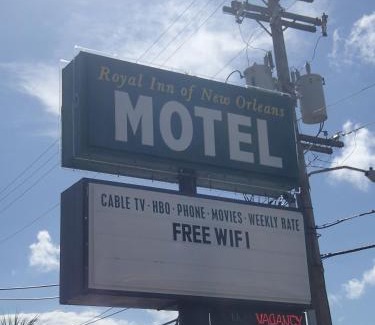 Royal Inn of New Orleans
MOTEL
CABLE TV · HBO · PHONE · MOVIES · WEEKLY RATE
FREE WIFI
VACANCY